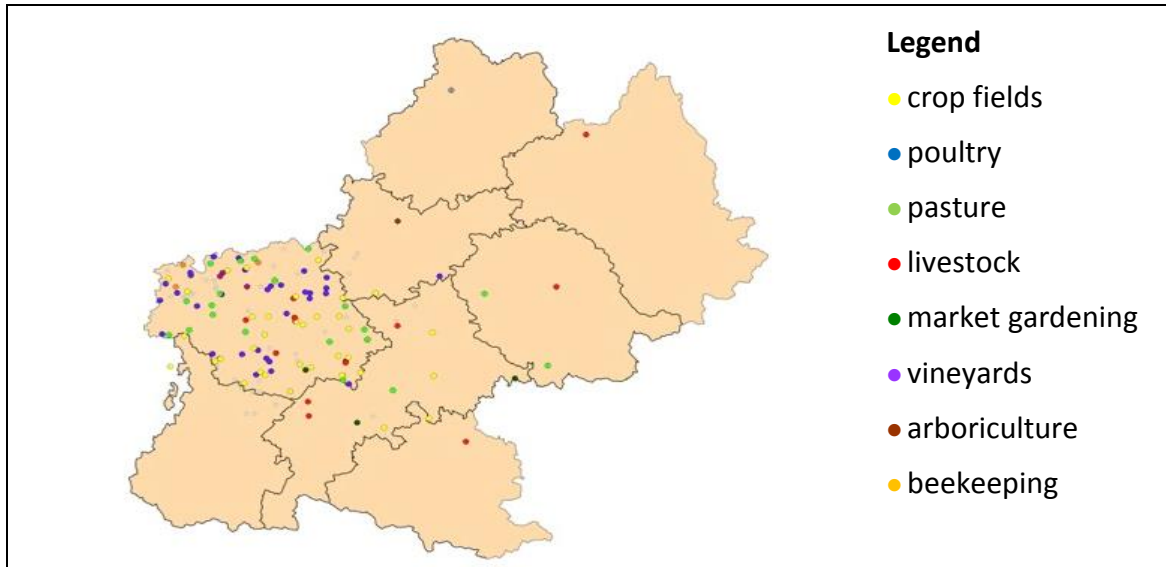 Legend
crop fields
poultry
pasture
livestock
market gardening
vineyards
arboriculture
beekeeping